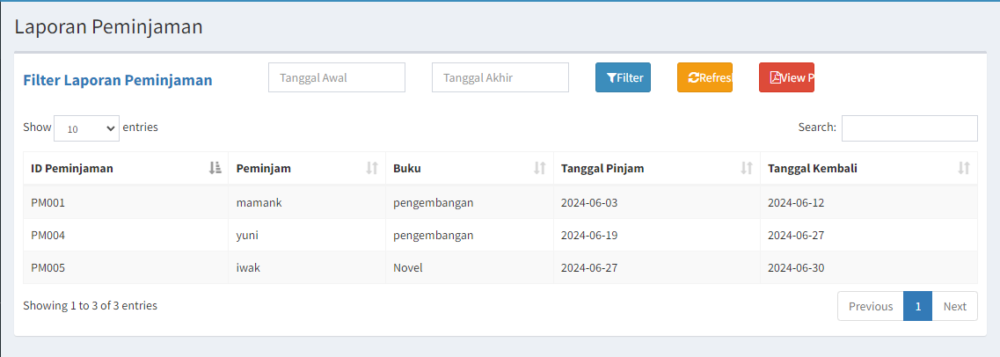 Laporan Peminjaman
Filter Laporan Peminjaman Tanggal Awal Tanggal Akhir Filter Refres View P
Show 10 entries Search:
ID Peminjaman Peminjam Buku Tanggal Pinjam Tanggal Kembali
PM001 mamank pengembangan 2024-06-03 2024-06-12
PM004 yuni pengembangan 2024-06-19 2024-06-27
PM005 iwak Novel 2024-06-27 2024-06-30
Showing 1 to 3 of 3 entries Previous 1 Next